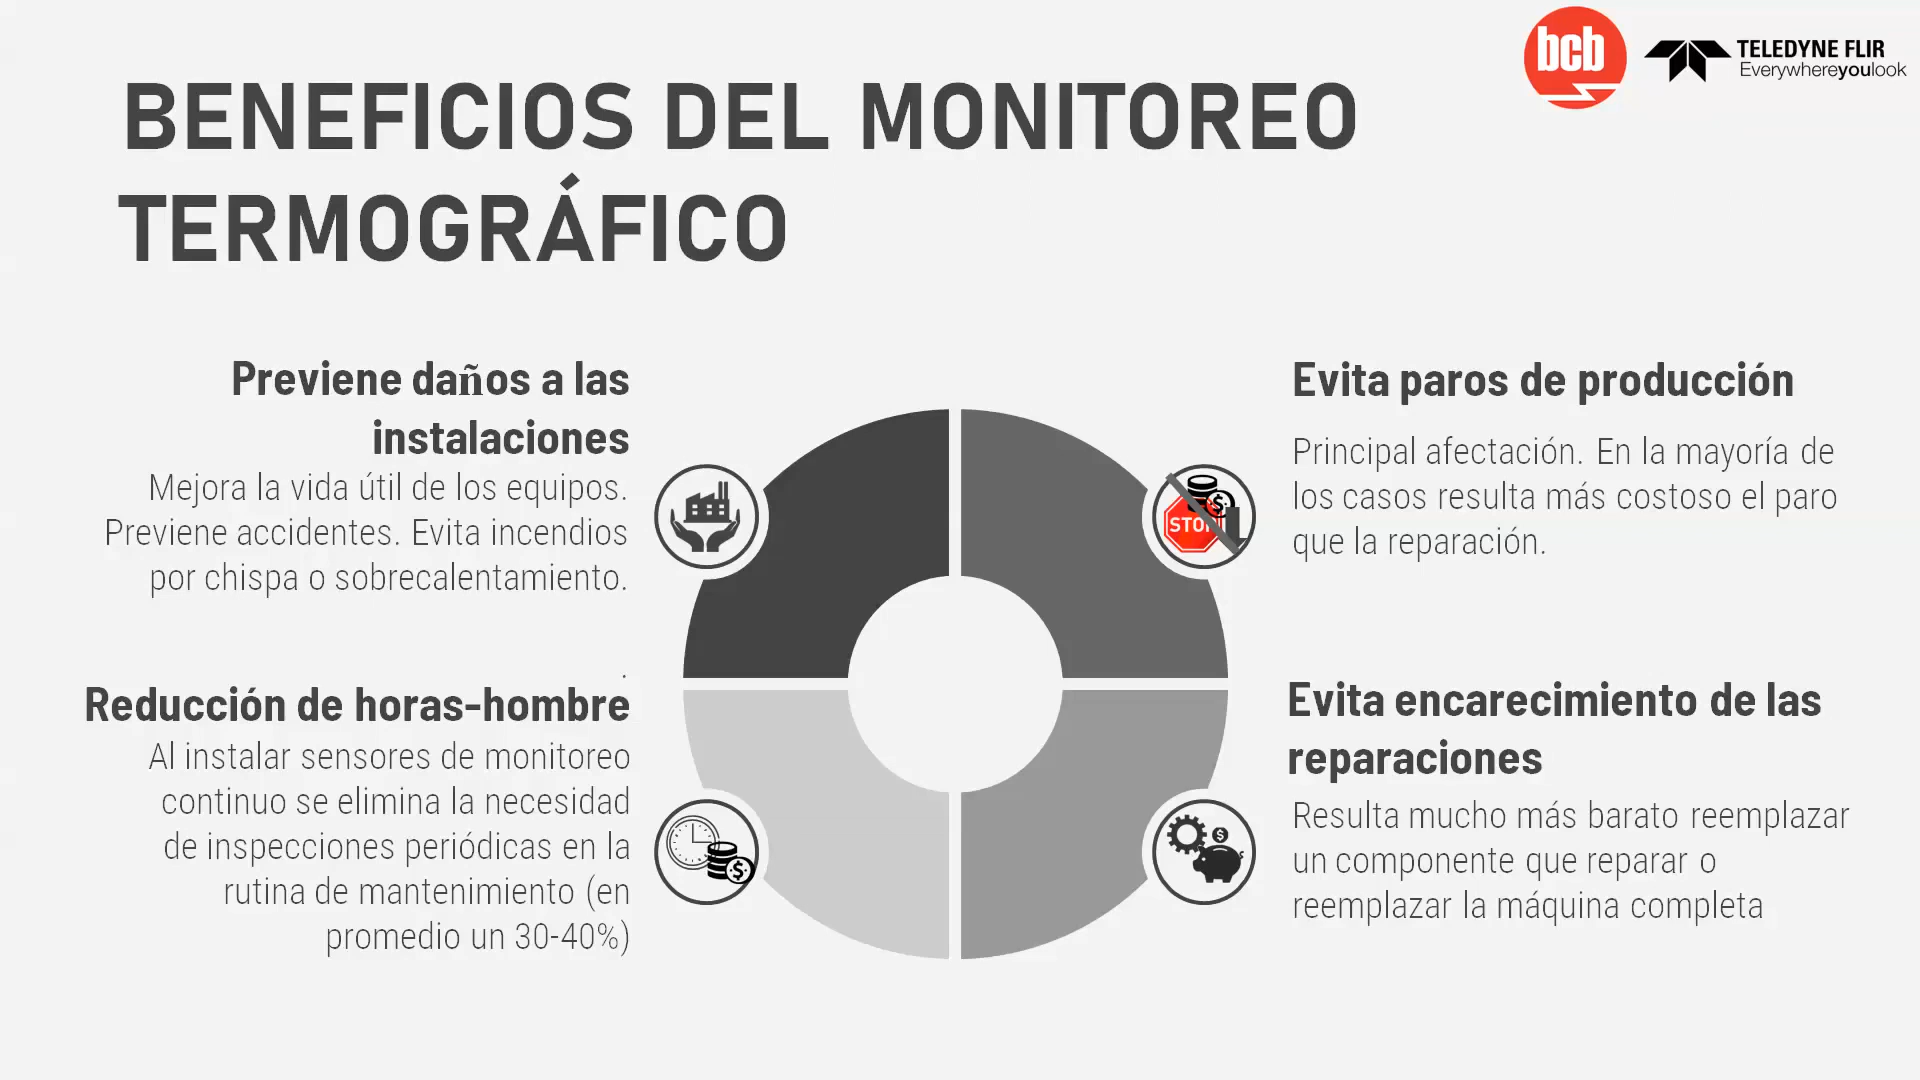 bcb
TELEDYNE FLIR
Everywhereyoulook
BENEFICIOS DEL MONITOREO
TERMOGRÁFICO
Previene daños a las
instalaciones
Mejora la vida útil de los equipos.
Previene accidentes. Evita incendios
por chispa o sobrecalentamiento.
.
Reducción de horas-hombre
Al instalar sensores de monitoreo
continuo se elimina la necesidad
de inspecciones periódicas en la
rutina de mantenimiento (en
promedio un 30-40%)
$
STOP
$
$
Evita paros de producción
Principal afectación. En la mayoría de
los casos resulta más costoso el paro
que la reparación.
Evita encarecimiento de las
reparaciones
Resulta mucho más barato reemplazar
un componente que reparar o
reemplazar la máquina completa